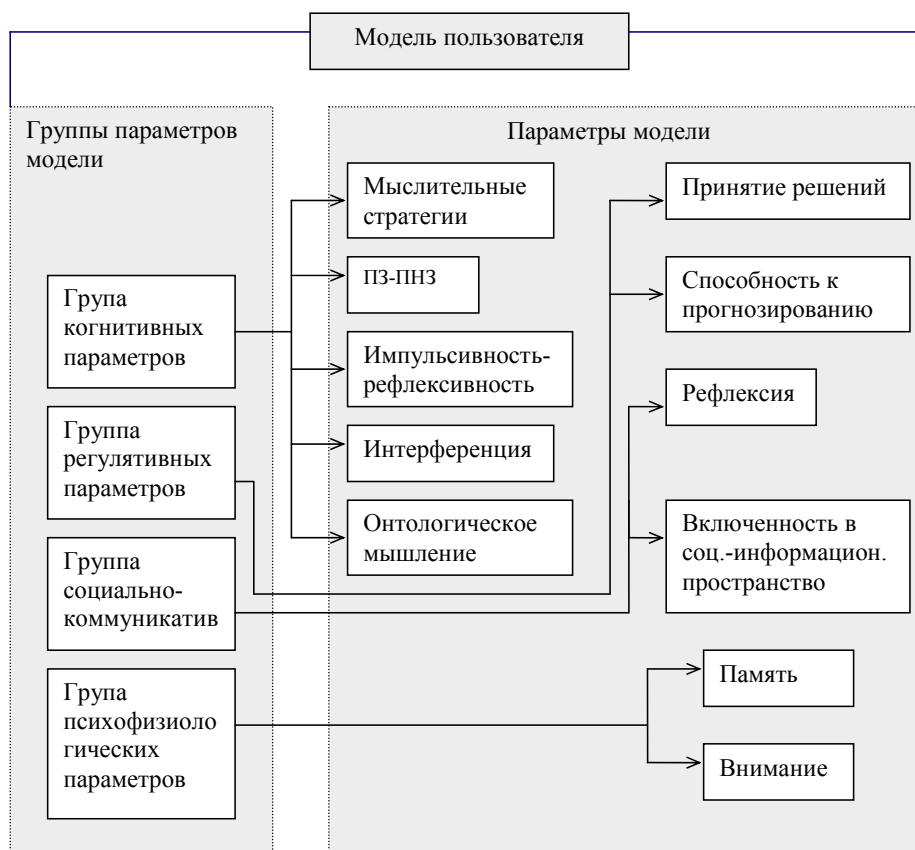 Модель пользователя
Группы параметров
модели
Група
когнитивных
параметров
Группа
регулятивных
параметров
Группа
социально-
коммуникатив
Група
психофизиоло
гических
параметров
Параметры модели
Мыслительные
стратегии
ПЗ-ПНЗ
Импульсивность-
рефлексивность
Интерференция
Онтологическое
мышление
Принятие решений
Способность к
прогнозированию
Рефлексия
Включенность в
соц.-информацион.
пространство
Память
Внимание